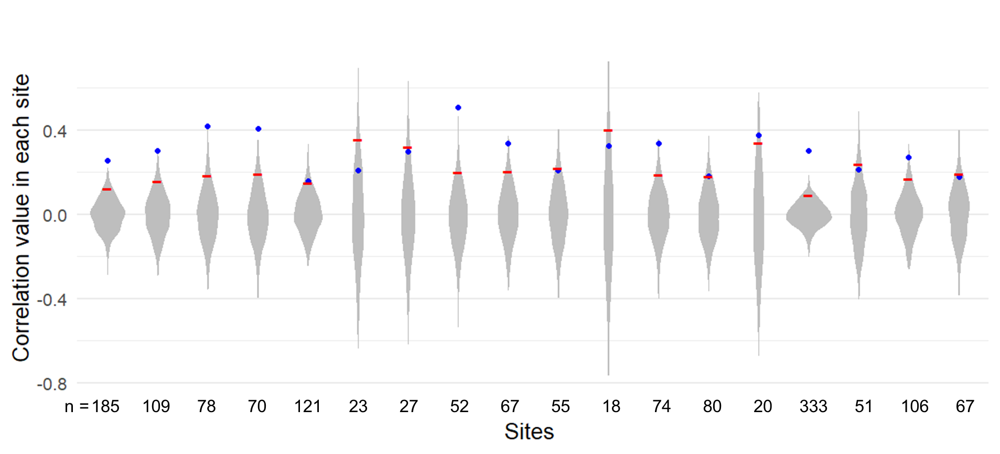 Correlation value in each site
0.4
0.0
-0.4
-0.8
n = 185 109 78 70 121 23 27 52 67 55 18 74 80 20 333 51 106 67
Sites